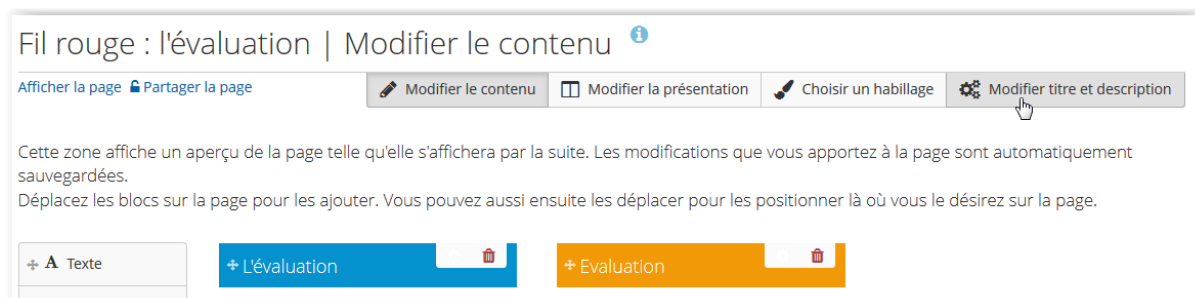 Fil rouge : l'évaluation | Modifier le contenu
Afficher la page Partager la page Modifier le contenu Modifier la présentation Choisir un habillage Modifier titre et description
Cette zone affiche un aperçu de la page telle qu'elle s'affichera par la suite. Les modifications que vous apportez à la page sont automatiquement
sauvegardées.
Déplacez les blocs sur la page pour les ajouter. Vous pouvez aussi ensuite les déplacer pour les positionner là où vous le désirez sur la page.
A Texte L'évaluation Evaluation